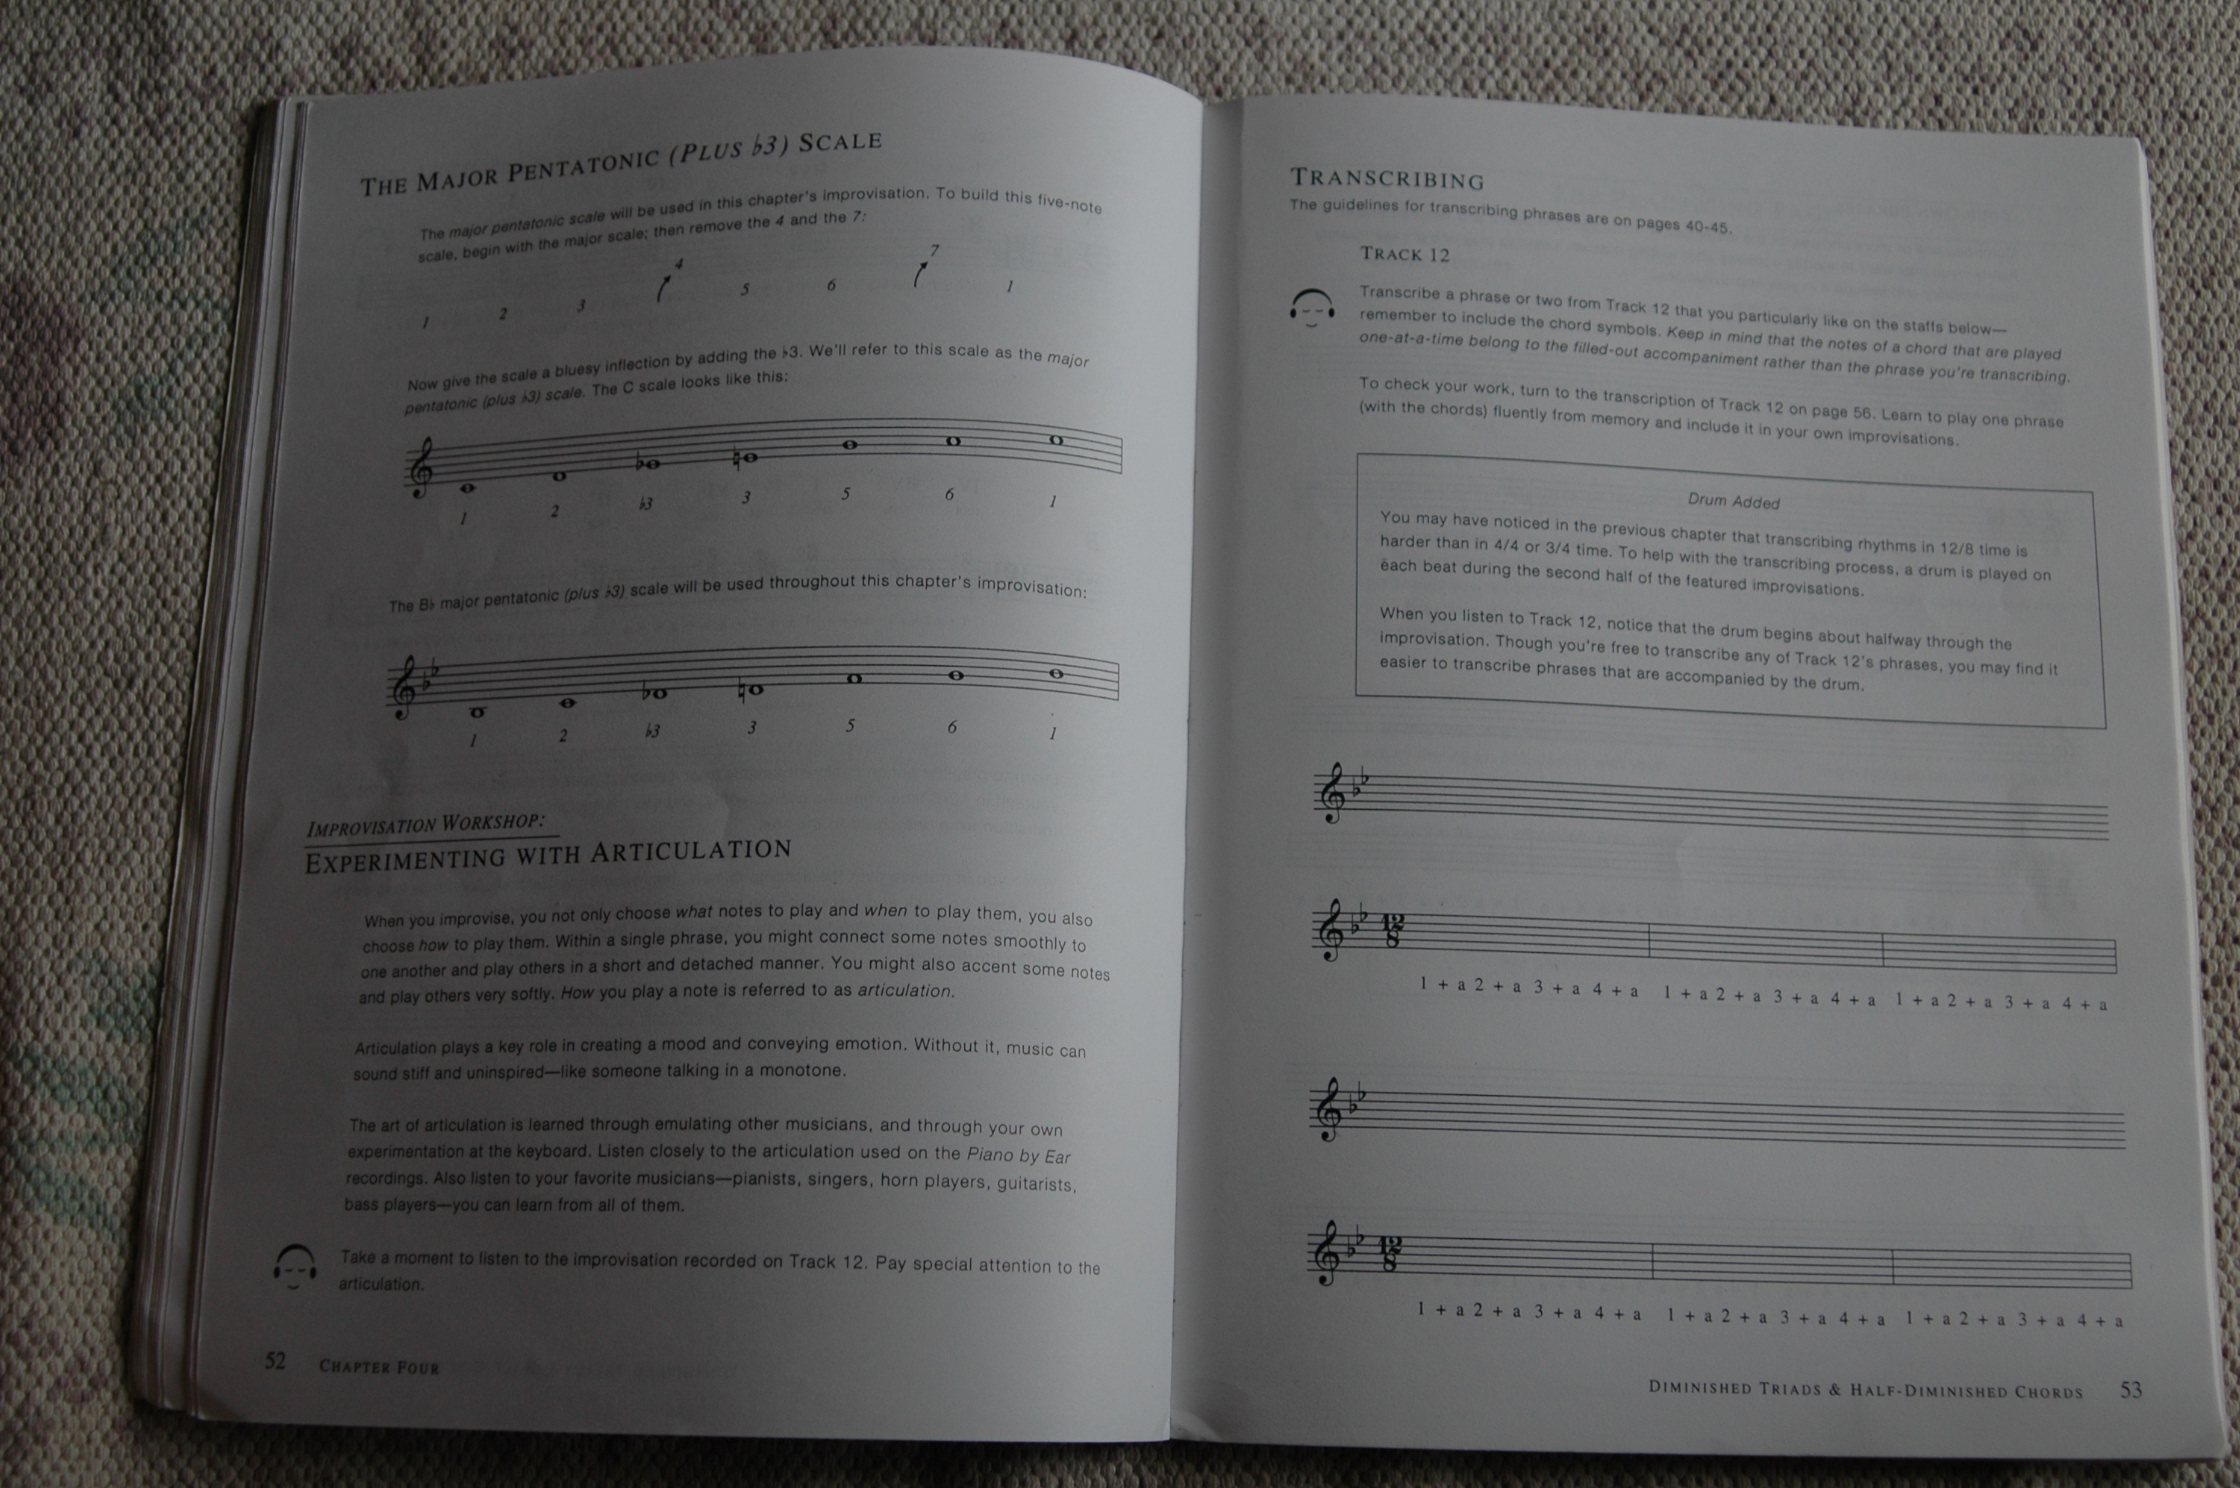 THE MAJOR PENTATONIC (PLUS ♭3) SCALE
The major pentatonic scale will be used in this chapter's improvisation. To build this five-note
scale, begin with the major scale; then remove the 4 and the 7:
1 2 3 4 5 6 7 1
Now give the scale a bluesy inflection by adding the ♭3. We'll refer to this scale as the major
pentatonic (plus ♭3) scale. The C scale looks like this:
1 2 ♭3 3 5 6 1
The B♭ major pentatonic (plus ♭3) scale will be used throughout this chapter's improvisation:
1 2 ♭3 3 5 6 1
IMPROVISATION WORKSHOP:
EXPERIMENTING WITH ARTICULATION
When you improvise, you not only choose what notes to play and when to play them, you also
choose how to play them. Within a single phrase, you might connect some notes smoothly to
one another and play others in a short and detached manner. You might also accent some notes
and play others very softly. How you play a note is referred to as articulation.
Articulation plays a key role in creating a mood and conveying emotion. Without it, music can
sound stiff and uninspired—like someone talking in a monotone.
The art of articulation is learned through emulating other musicians, and through your own
experimentation at the keyboard. Listen closely to the articulation used on the Piano by Ear
recordings. Also listen to your favorite musicians—pianists, singers, horn players, guitarists,
bass players—you can learn from all of them.
Take a moment to listen to the improvisation recorded on Track 12. Pay special attention to the
articulation.
52 CHAPTER FOUR
TRANSCRIBING
The guidelines for transcribing phrases are on pages 40-45.
TRACK 12
Transcribe a phrase or two from Track 12 that you particularly like on the staffs below—
remember to include the chord symbols. Keep in mind that the notes of a chord that are played
one-at-a-time belong to the filled-out accompaniment rather than the phrase you're transcribing.
To check your work, turn to the transcription of Track 12 on page 56. Learn to play one phrase
(with the chords) fluently from memory and include it in your own improvisations.
Drum Added
You may have noticed in the previous chapter that transcribing rhythms in 12/8 time is
harder than in 4/4 or 3/4 time. To help with the transcribing process, a drum is played on
each beat during the second half of the featured improvisations.
When you listen to Track 12, notice that the drum begins about halfway through the
improvisation. Though you're free to transcribe any of Track 12's phrases, you may find it
easier to transcribe phrases that are accompanied by the drum.
12
8
1 + a 2 + a 3 + a 4 + a 1 + a 2 + a 3 + a 4 + a 1 + a 2 + a 3 + a 4 + a
12
8
1 + a 2 + a 3 + a 4 + a 1 + a 2 + a 3 + a 4 + a 1 + a 2 + a 3 + a 4 + a
DIMINISHED TRIADS & HALF-DIMINISHED CHORDS 53